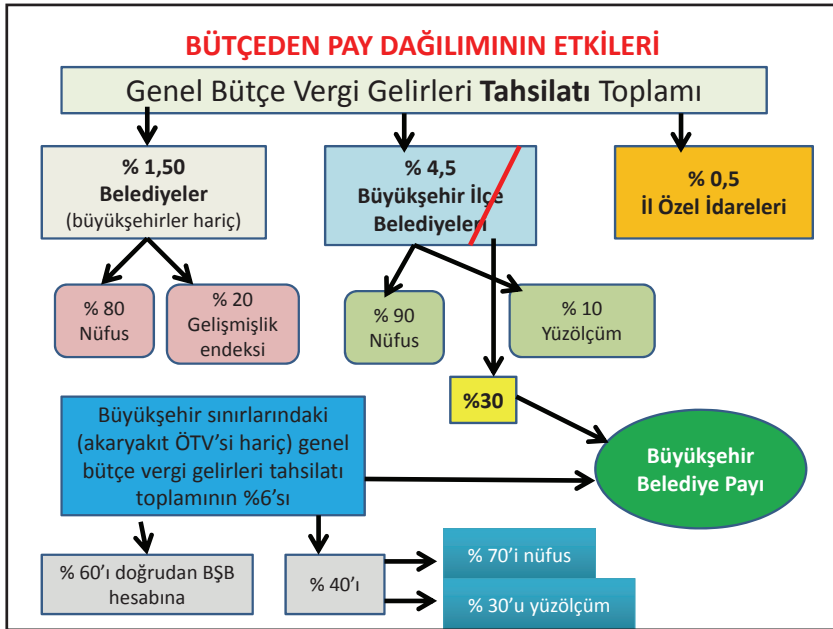 BÜTÇEDEN PAY DAĞILIMININ ETKİLERİ
Genel Bütçe Vergi Gelirleri Tahsilatı Toplamı
% 1,50
Belediyeler
(büyükşehirler hariç)
% 4,5
Büyükşehir İlçe
Belediyeleri
% 0,5
İl Özel İdareleri
% 80
Nüfus
% 20
Gelişmişlik
endeksi
% 90
Nüfus
% 10
Yüzölçüm
%30
Büyükşehir sınırlarındaki
(akaryakıt ÖTV’si hariç) genel
bütçe vergi gelirleri tahsilatı
toplamının %6’sı
Büyükşehir
Belediye Payı
% 60’ı doğrudan BŞB
hesabına
% 40’ı
% 70’i nüfus
% 30’u yüzölçüm